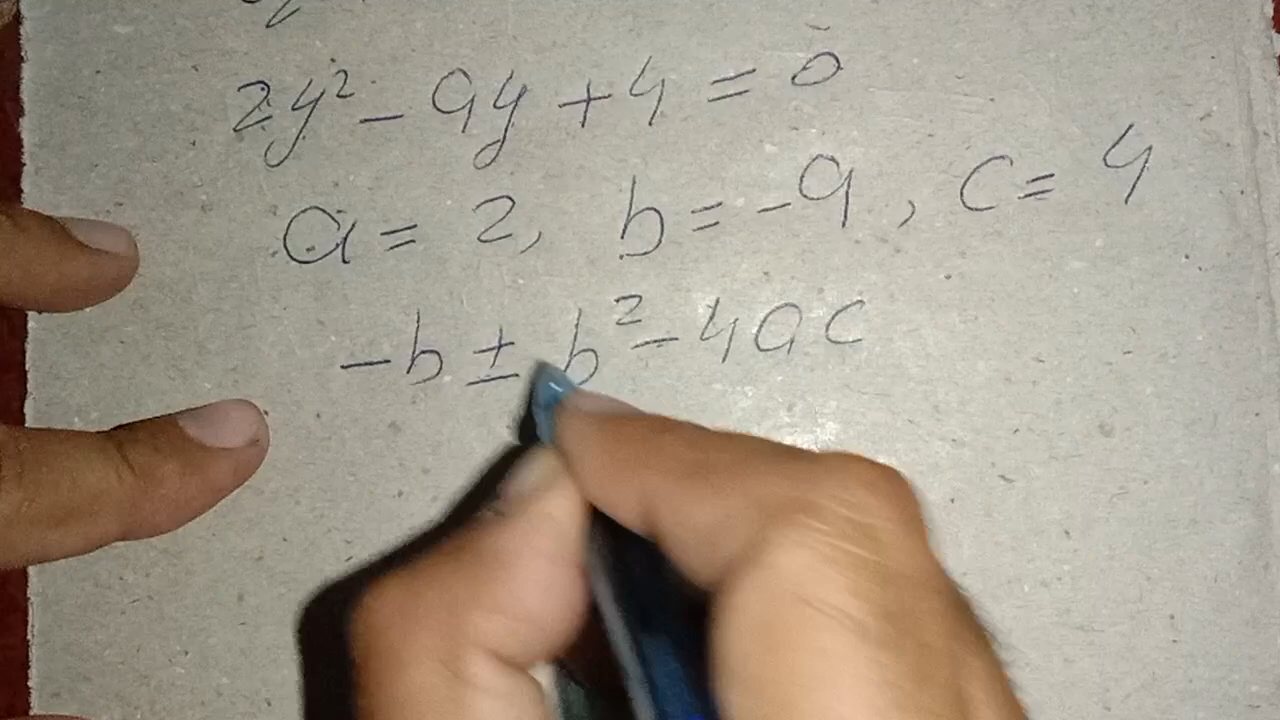 2y² - 9y + 4 = 0
a = 2, b = -9, c = 4
-b ± b² - 4ac